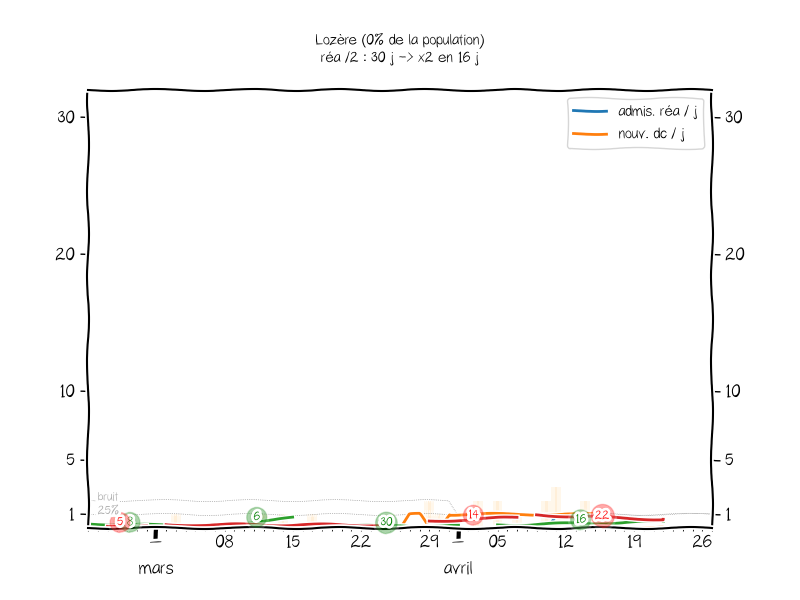 Lozère (0% de la population)
réa /2 : 30 j -> x2 en 16 j
admis. réa / j
nouv. dc / j
30 30
20 20
10 10
5 5
bruit
25%
1 1
5 8 6 30 14 16 22
1 08 15 22 29 1 05 12 19 26
mars avril